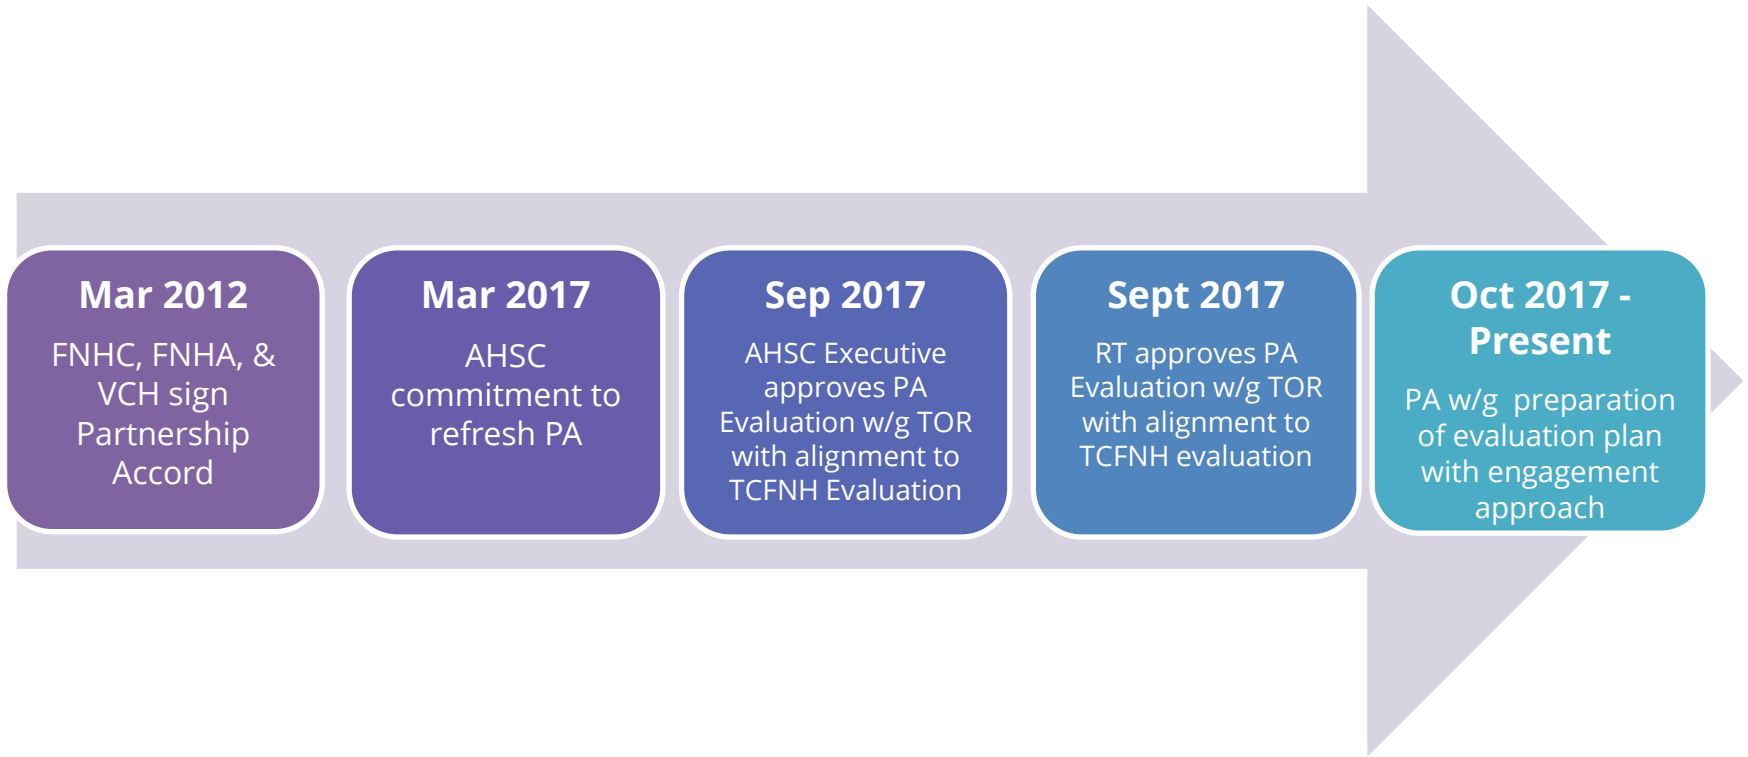 Mar 2012
FNHC, FNHA, &
VCH sign
Partnership
Accord
Mar 2017
AHSC
commitment to
refresh PA
Sep 2017
AHSC Executive
approves PA
Evaluation w/g TOR
with alignment to
TCFNH Evaluation
Sept 2017
RT approves PA
Evaluation w/g TOR
with alignment to
TCFNH evaluation
Oct 2017 -
Present
PA w/g  preparation
of evaluation plan
with engagement
approach